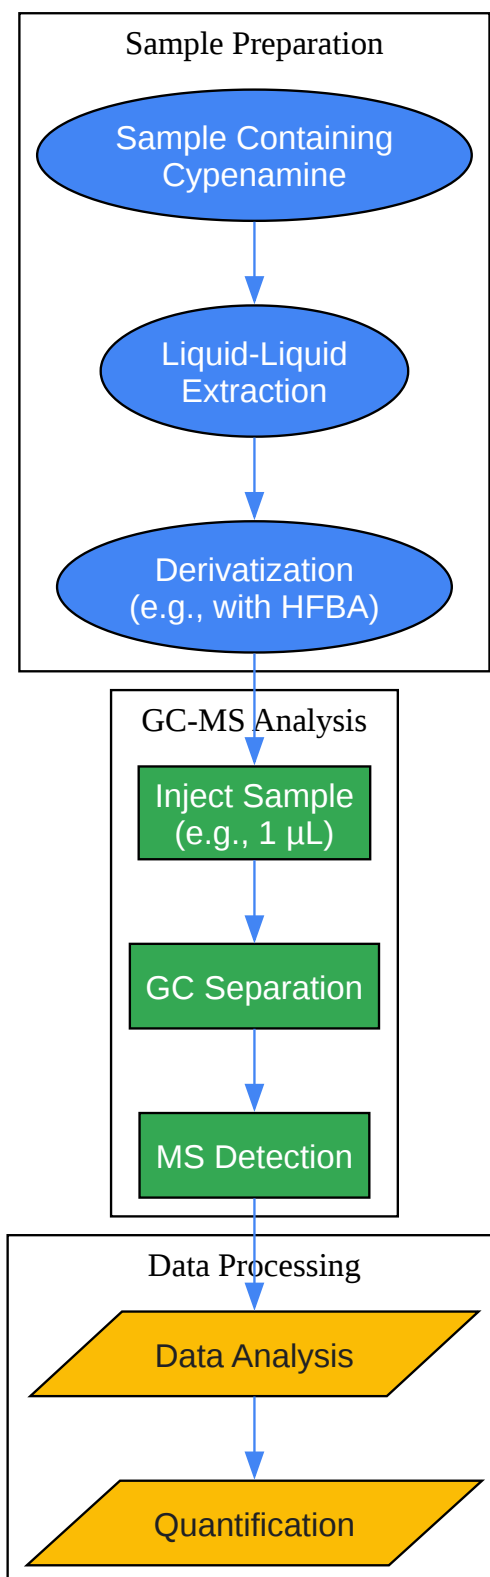 Sample Preparation
Sample Containing
Cypenamine
Liquid-Liquid
Extraction
Derivatization
(e.g., with HFBA)
GC-MS Analysis
Inject Sample
(e.g., 1 µL)
GC Separation
MS Detection
Data Processing
Data Analysis
Quantification